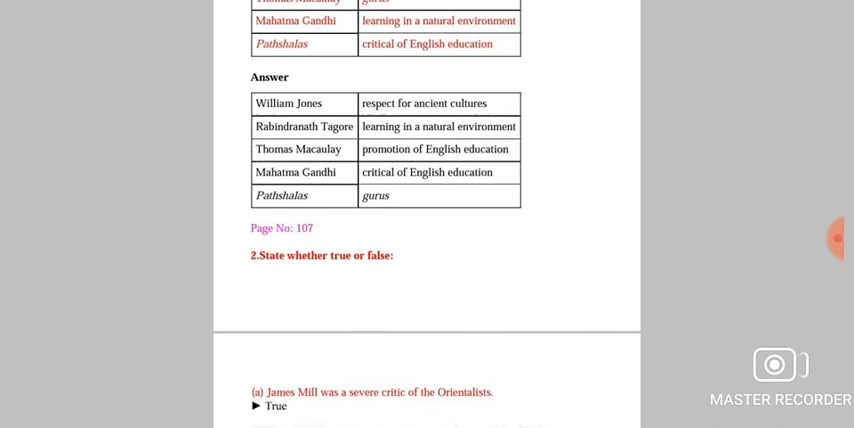 Thomas Macaulay gurus
Mahatma Gandhi learning in a natural environment
Pathshalas critical of English education
Answer
William Jones respect for ancient cultures
Rabindranath Tagore learning in a natural environment
Thomas Macaulay promotion of English education
Mahatma Gandhi critical of English education
Pathshalas gurus
Page No: 107
2.State whether true or false:
(a) James Mill was a severe critic of the Orientalists.
► True
MASTER RECORDER